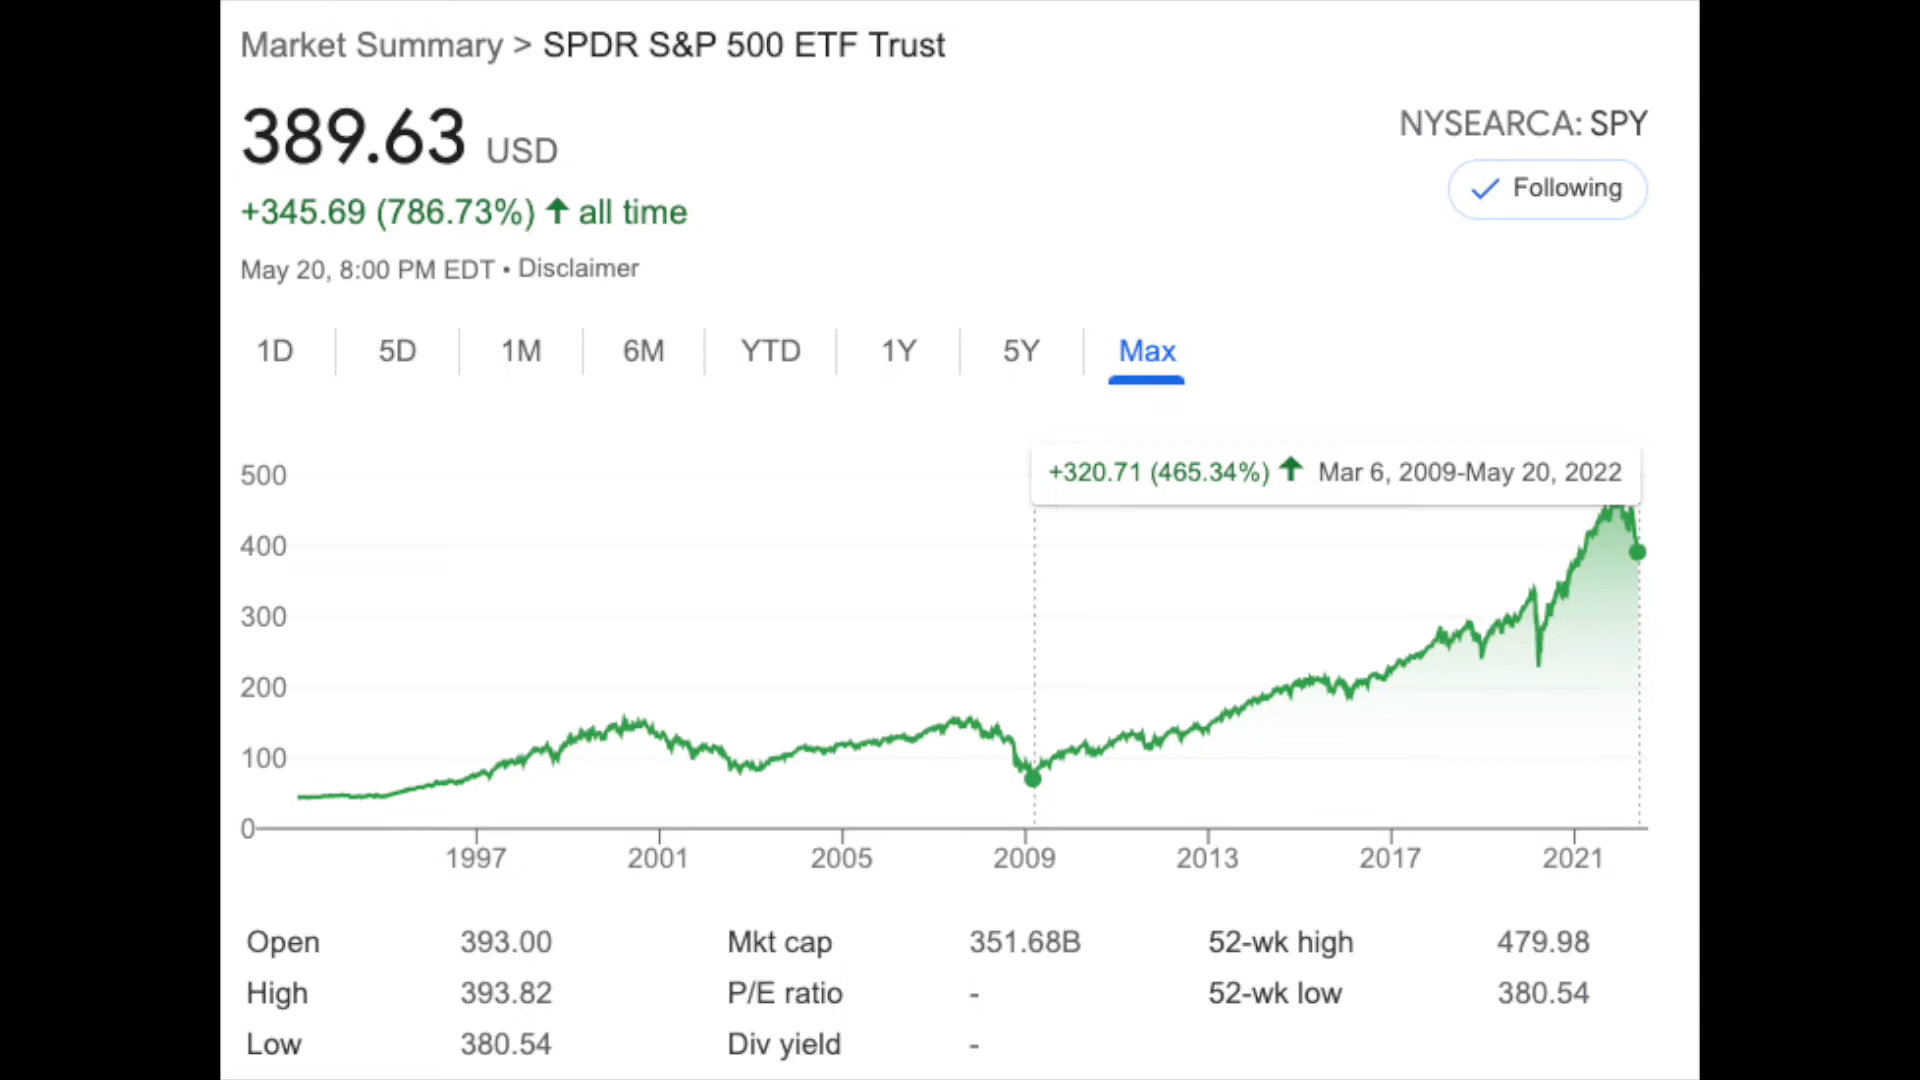 Market Summary > SPDR S&P 500 ETF Trust
389.63 USD
NYSEARCA: SPY
Following
+345.69 (786.73%) ↑ all time
May 20, 8:00 PM EDT • Disclaimer
1D 5D 1M 6M YTD 1Y 5Y Max
+320.71 (465.34%) ↑ Mar 6, 2009-May 20, 2022
500
400
300
200
100
0
1997 2001 2005 2009 2013 2017 2021
Open 393.00 Mkt cap 351.68B 52-wk high 479.98
High 393.82 P/E ratio - 52-wk low 380.54
Low 380.54 Div yield -